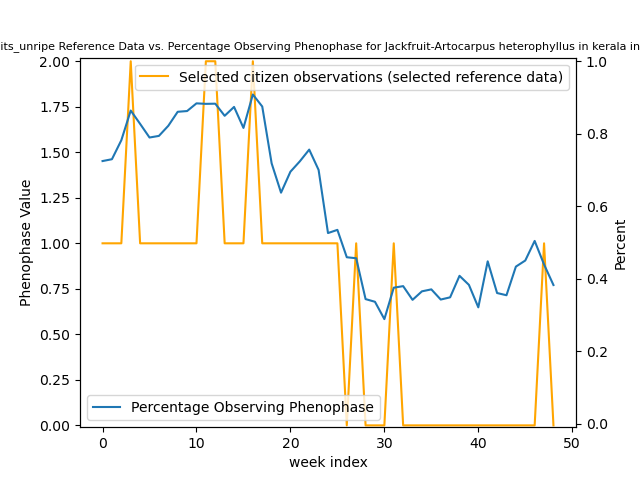 its_unripe Reference Data vs. Percentage Observing Phenophase for Jackfruit-Artocarpus heterophyllus in kerala in
Selected citizen observations (selected reference data)
Percentage Observing Phenophase
Phenophase Value
Percent
2.00
1.75
1.50
1.25
1.00
0.75
0.50
0.25
0.00
1.0
0.8
0.6
0.4
0.2
0.0
0 10 20 30 40 50
week index